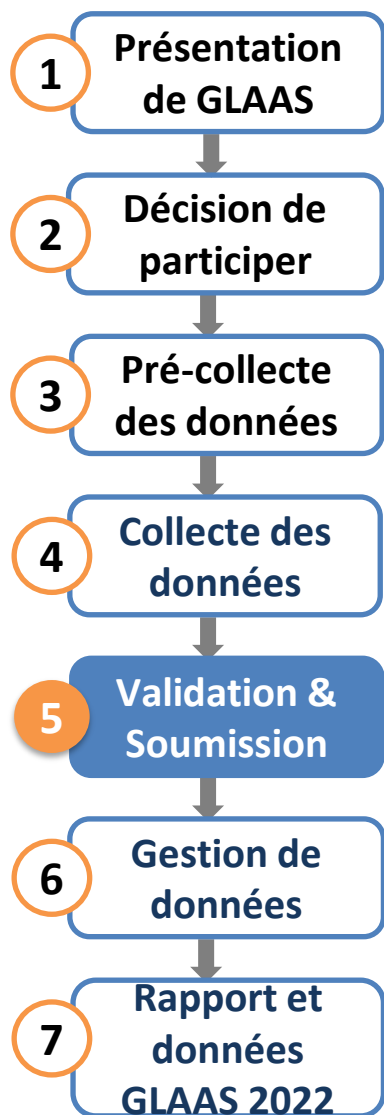 1
Présentation
de GLAAS
2
Décision de
participer
3
Pré-collecte
des données
4
Collecte des
données
5
Validation &
Soumission
6
Gestion de
données
7
Rapport et
données
GLAAS 2022